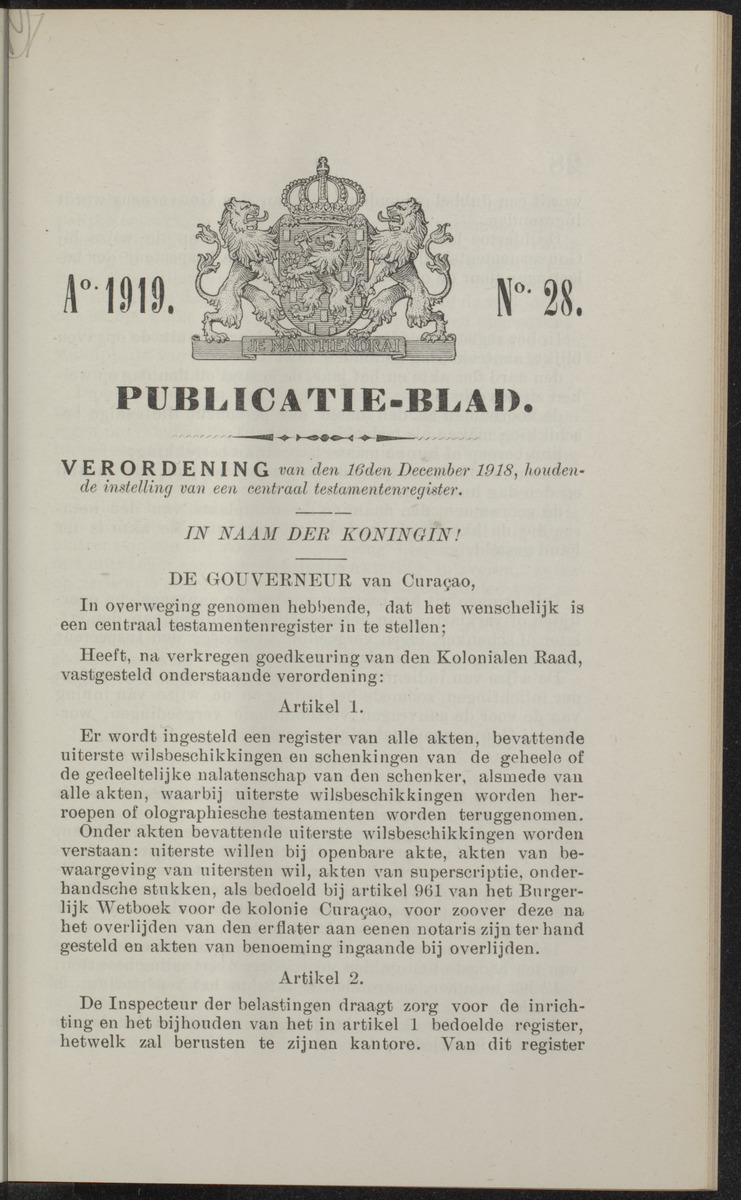 Aº. 1919.
Nº. 28.
JE MAINTIENDRAI
PUBLICATIE-BLAD.
VERORDENING van den 16den December 1918, houden-
de instelling van een centraal testamentenregister.
IN NAAM DER KONINGIN!
DE GOUVERNEUR van Curaçao,
In overweging genomen hebbende, dat het wenschelijk is
een centraal testamentenregister in te stellen;
Heeft, na verkregen goedkeuring van den Kolonialen Raad,
vastgesteld onderstaande verordening:
Artikel 1.
Er wordt ingesteld een register van alle akten, bevattende
uiterste wilsbeschikkingen en schenkingen van de geheele of
de gedeeltelijke nalatenschap van den schenker, alsmede van
alle akten, waarbij uiterste wilsbeschikkingen worden her-
roepen of olographiesche testamenten worden teruggenomen.
Onder akten bevattende uiterste wilsbeschikkingen worden
verstaan: uiterste willen bij openbare akte, akten van be-
waargeving van uitersten wil, akten van superscriptie, onder-
handsche stukken, als bedoeld bij artikel 961 van het Burger-
lijk Wetboek voor de kolonie Curaçao, voor zoover deze na
het overlijden van den erflater aan eenen notaris zijn ter hand
gesteld en akten van benoeming ingaande bij overlijden.
Artikel 2.
De Inspecteur der belastingen draagt zorg voor de inrich-
ting en het bijhouden van het in artikel 1 bedoelde register,
hetwelk zal berusten te zijnen kantore. Van dit register